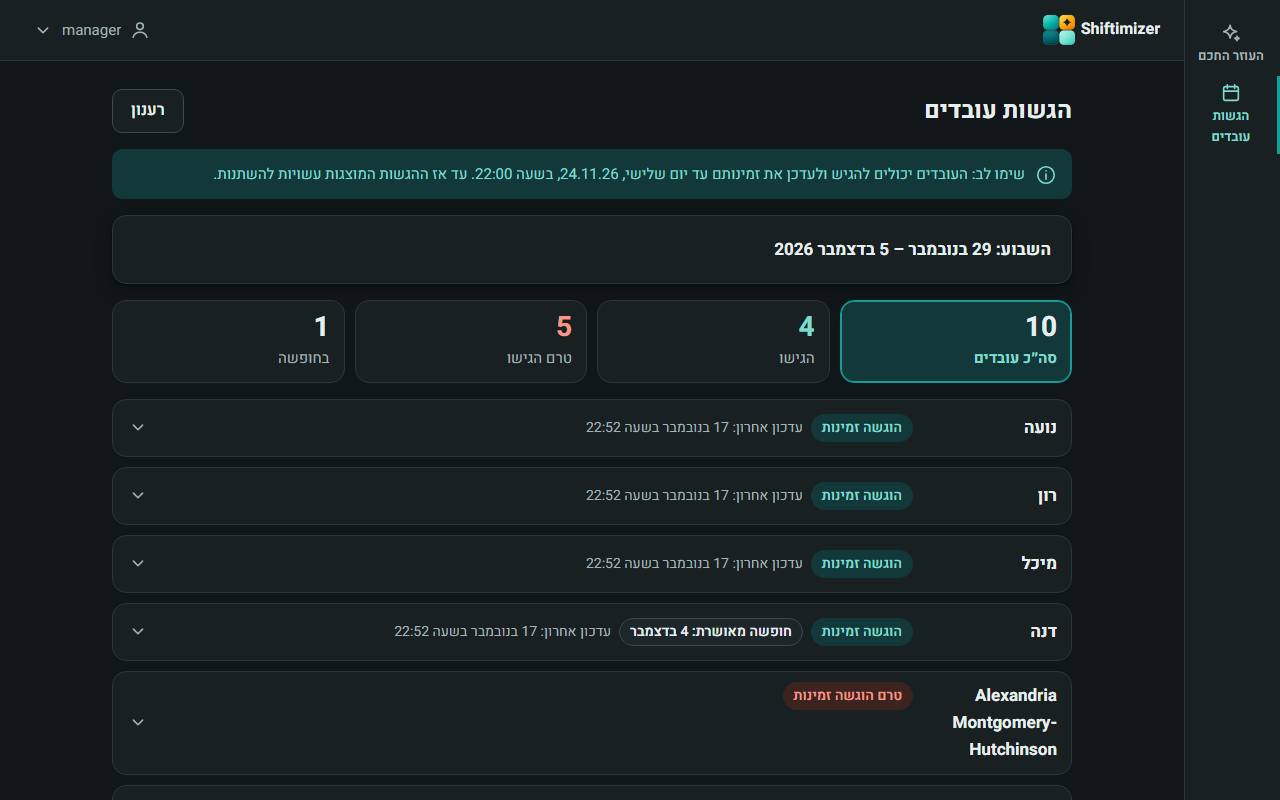 Shiftimizer
manager
העוזר החכם
הגשות
עובדים
הגשות עובדים
רענון
שימו לב: העובדים יכולים להגיש ולעדכן את זמינותם עד יום שלישי, 24.11.26, בשעה 22:00. עד אז ההגשות המוצגות עשויות להשתנות.
השבוע: 29 בנובמבר – 5 בדצמבר 2026
10
סה״כ עובדים
4
הגישו
5
טרם הגישו
1
בחופשה
נועה הוגשה זמינות עדכון אחרון: 17 בנובמבר בשעה 22:52
רון הוגשה זמינות עדכון אחרון: 17 בנובמבר בשעה 22:52
מיכל הוגשה זמינות עדכון אחרון: 17 בנובמבר בשעה 22:52
דנה הוגשה זמינות חופשה מאושרת: 4 בדצמבר עדכון אחרון: 17 בנובמבר בשעה 22:52
Alexandria טרם הוגשה זמינות
Montgomery-
Hutchinson